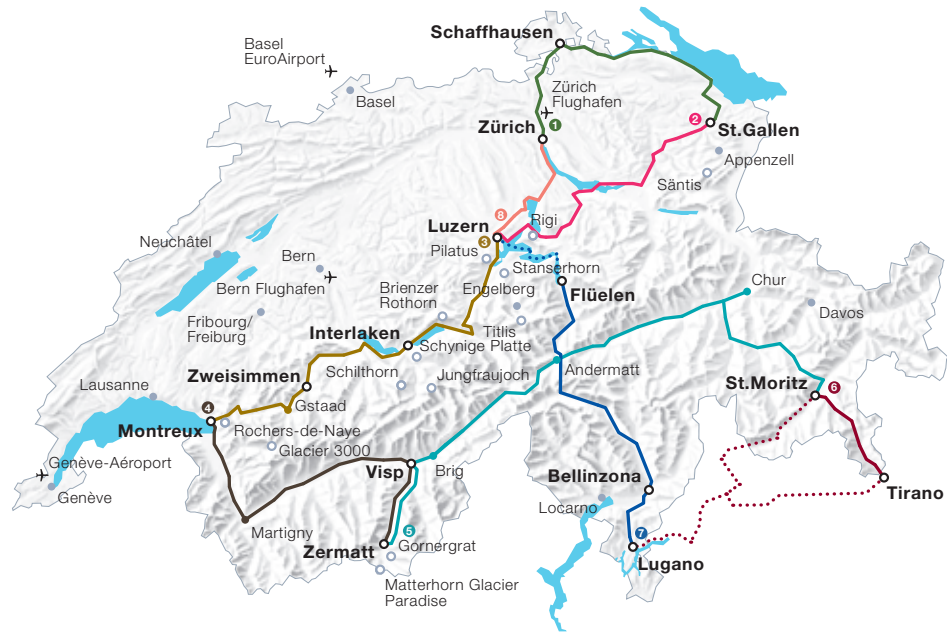 Schaffhausen
Basel
EuroAirport
Basel
Zürich
Flughafen
1
Zürich
2
St.Gallen
Appenzell
Säntis
8
Rigi
Luzern
3
Pilatus
Neuchâtel
Bern
Stanserhorn
Bern Flughafen
Engelberg
Brienzer
Rothorn
Flüelen
Chur
Davos
Fribourg/
Freiburg
Interlaken
Titlis
Schynige Platte
Andermatt
Zweisimmen
Schilthorn
Jungfraujoch
Lausanne
St.Moritz
6
4
Gstaad
Montreux
Rochers-de-Naye
Glacier 3000
Genève-Aéroport
Visp
Brig
Bellinzona
Genève
Locarno
Tirano
Martigny
5
7
Zermatt
Gornergrat
Lugano
Matterhorn Glacier
Paradise